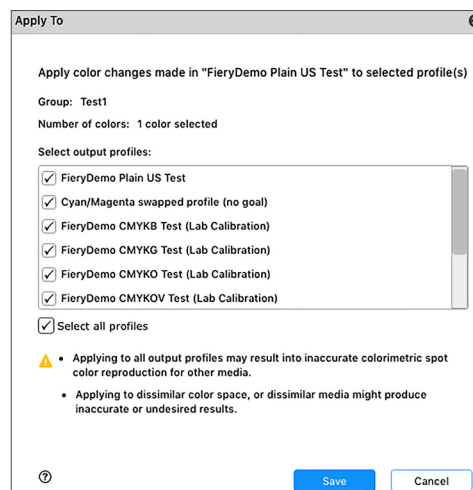 Apply To
Apply color changes made in "FieryDemo Plain US Test" to selected profile(s)
Group: Test1
Number of colors: 1 color selected
Select output profiles:
FieryDemo Plain US Test
Cyan/Magenta swapped profile (no goal)
FieryDemo CMYKB Test (Lab Calibration)
FieryDemo CMYKG Test (Lab Calibration)
FieryDemo CMYKO Test (Lab Calibration)
FieryDemo CMYKOV Test (Lab Calibration)
Select all profiles
• Applying to all output profiles may result into inaccurate colorimetric spot
color reproduction for other media.
• Applying to dissimilar color space, or dissimilar media might produce
inaccurate or undesired results.
Save Cancel